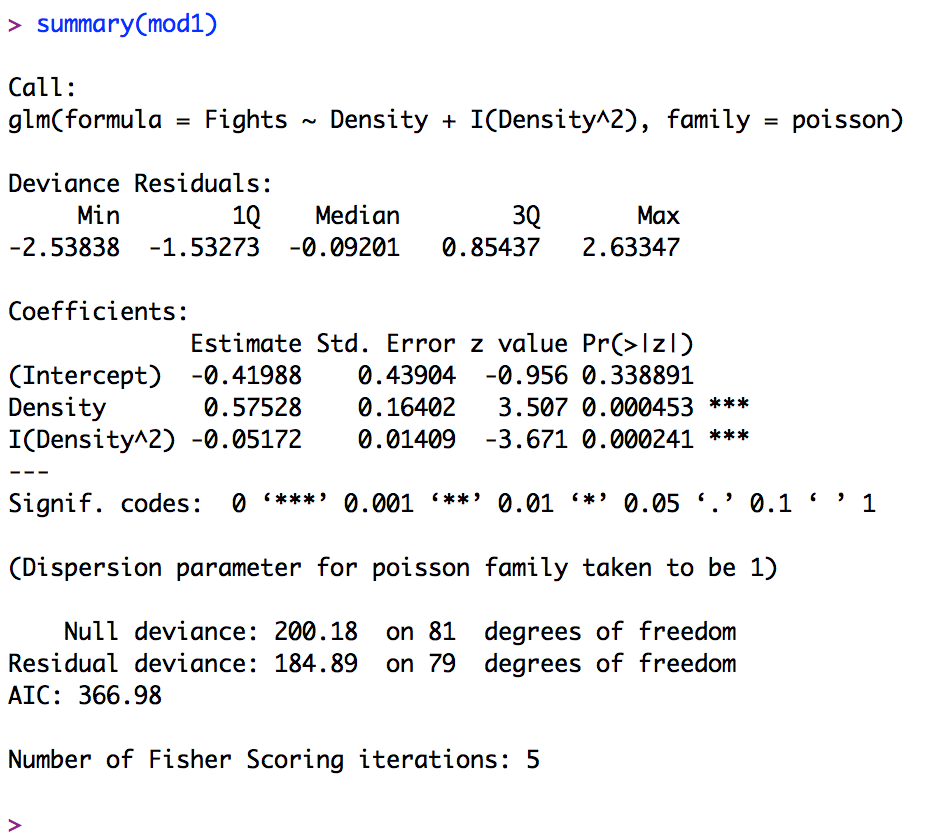 > summary(mod1)
Call:
glm(formula = Fights ~ Density + I(Density^2), family = poisson)
Deviance Residuals:
Min 1Q Median 3Q Max
-2.53838 -1.53273 -0.09201 0.85437 2.63347
Coefficients:
Estimate Std. Error z value Pr(>|z|)
(Intercept) -0.41988 0.43904 -0.956 0.338891
Density 0.57528 0.16402 3.507 0.000453 ***
I(Density^2) -0.05172 0.01409 -3.671 0.000241 ***
---
Signif. codes: 0 ‘***’ 0.001 ‘**’ 0.01 ‘*’ 0.05 ‘.’ 0.1 ‘ ’ 1
(Dispersion parameter for poisson family taken to be 1)
Null deviance: 200.18 on 81 degrees of freedom
Residual deviance: 184.89 on 79 degrees of freedom
AIC: 366.98
Number of Fisher Scoring iterations: 5
>